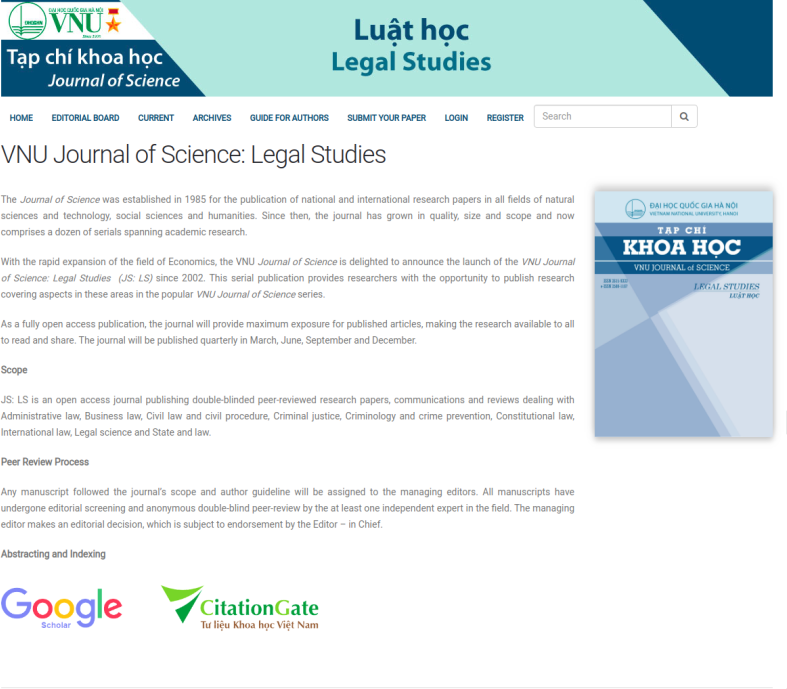 ĐẠI HỌC QUỐC GIA HÀ NỘI
VNU
Since 1906
Tạp chí khoa học
Journal of Science
Luật học
Legal Studies
HOME EDITORIAL BOARD CURRENT ARCHIVES GUIDE FOR AUTHORS SUBMIT YOUR PAPER LOGIN REGISTER Search
VNU Journal of Science: Legal Studies
The Journal of Science was established in 1985 for the publication of national and international research papers in all fields of natural
sciences and technology, social sciences and humanities. Since then, the journal has grown in quality, size and scope and now
comprises a dozen of serials spanning academic research.
With the rapid expansion of the field of Economics, the VNU Journal of Science is delighted to announce the launch of the VNU Journal
of Science: Legal Studies (JS: LS) since 2002. This serial publication provides researchers with the opportunity to publish research
covering aspects in these areas in the popular VNU Journal of Science series.
As a fully open access publication, the journal will provide maximum exposure for published articles, making the research available to all
to read and share. The journal will be published quarterly in March, June, September and December.
Scope
JS: LS is an open access journal publishing double-blinded peer-reviewed research papers, communications and reviews dealing with
Administrative law, Business law, Civil law and civil procedure, Criminal justice, Criminology and crime prevention, Constitutional law,
International law, Legal science and State and law.
Peer Review Process
Any manuscript followed the journal's scope and author guideline will be assigned to the managing editors. All manuscripts have
undergone editorial screening and anonymous double-blind peer-review by the at least one independent expert in the field. The managing
editor makes an editorial decision, which is subject to endorsement by the Editor – in Chief.
Abstracting and Indexing
Google
Scholar
CitationGate
Tư liệu Khoa học Việt Nam
ĐẠI HỌC QUỐC GIA HÀ NỘI
VIETNAM NATIONAL UNIVERSITY, HANOI
TẠP CHÍ
KHOA HỌC
VNU JOURNAL of SCIENCE
LEGAL STUDIES
LUẬT HỌC